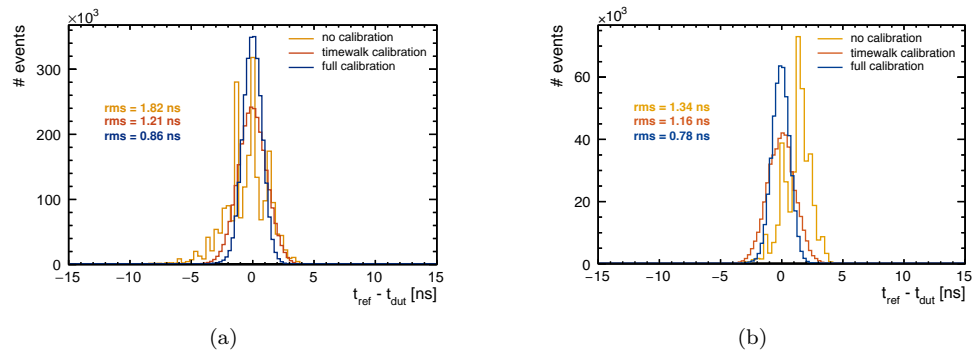 ×10³
# events
300
200
100
0
no calibration
timewalk calibration
full calibration
rms = 1.82 ns
rms = 1.21 ns
rms = 0.86 ns
−15 −10 −5 0 5 10 15
t_ref - t_dut [ns]
(a)
×10³
# events
60
40
20
0
no calibration
timewalk calibration
full calibration
rms = 1.34 ns
rms = 1.16 ns
rms = 0.78 ns
−15 −10 −5 0 5 10 15
t_ref - t_dut [ns]
(b)